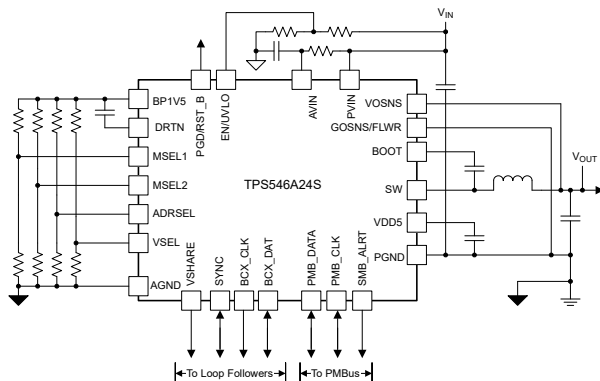 VIN
PGD/RST_B
EN/UVLO
AVIN
PVIN
BP1V5
DRTN
MSEL1
MSEL2
ADRSEL
VSEL
AGND
TPS546A24S
VOSNS
GOSNS/FLWR
BOOT
SW
VDD5
PGND
VOUT
VSHARE
SYNC
BCX_CLK
BCX_DAT
PMB_DATA
PMB_CLK
SMB_ALRT
To Loop Followers
To PMBus